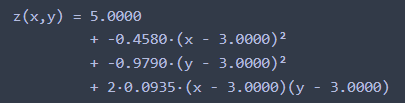 z(x,y) = 5.0000
+ -0.4580·(x - 3.0000)²
+ -0.9790·(y - 3.0000)²
+ 2·0.0935·(x - 3.0000)(y - 3.0000)